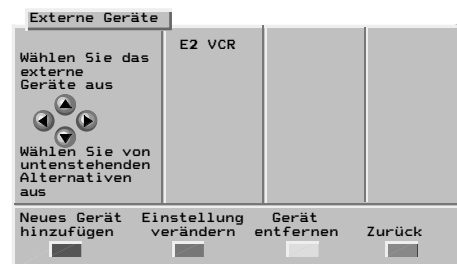 Externe Geräte
E2 VCR
Wählen Sie das
externe
Geräte aus
Wählen Sie von
untenstehenden
Alternativen
aus
Neues Gerät
hinzufügen
Einstellung
verändern
Gerät
entfernen
Zurück